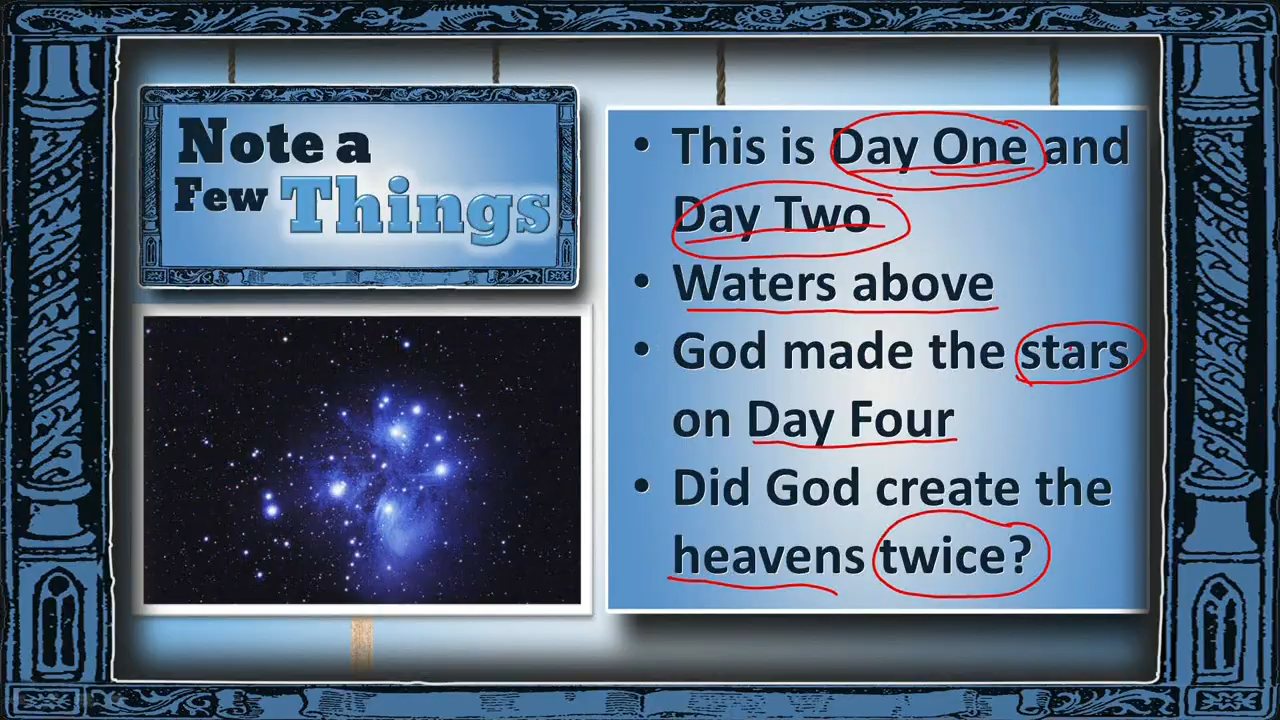 Note a
Few Things
• This is Day One and
Day Two
• Waters above
• God made the stars
on Day Four
• Did God create the
heavens twice?